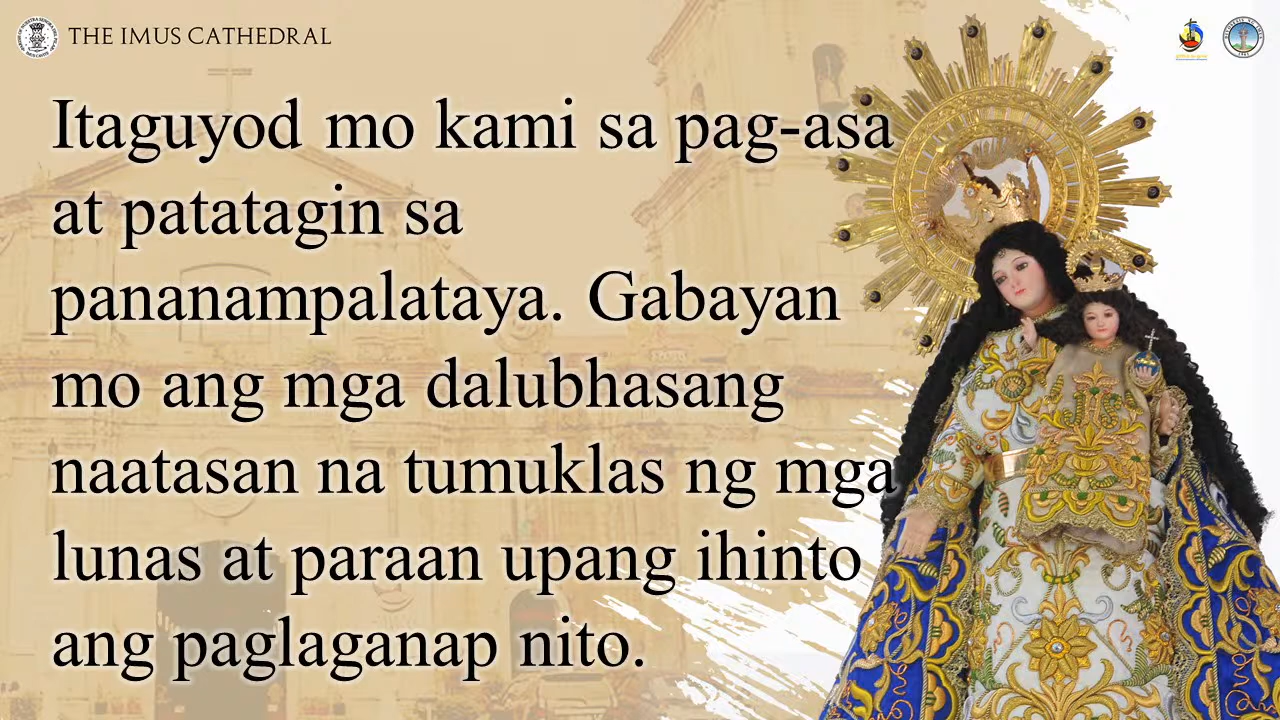 THE IMUS CATHEDRAL
Itaguyod mo kami sa pag-asa
at patatagin sa
pananampalataya. Gabayan
mo ang mga dalubhasang
naatasan na tumuklas ng mga
lunas at paraan upang ihinto
ang paglaganap nito.